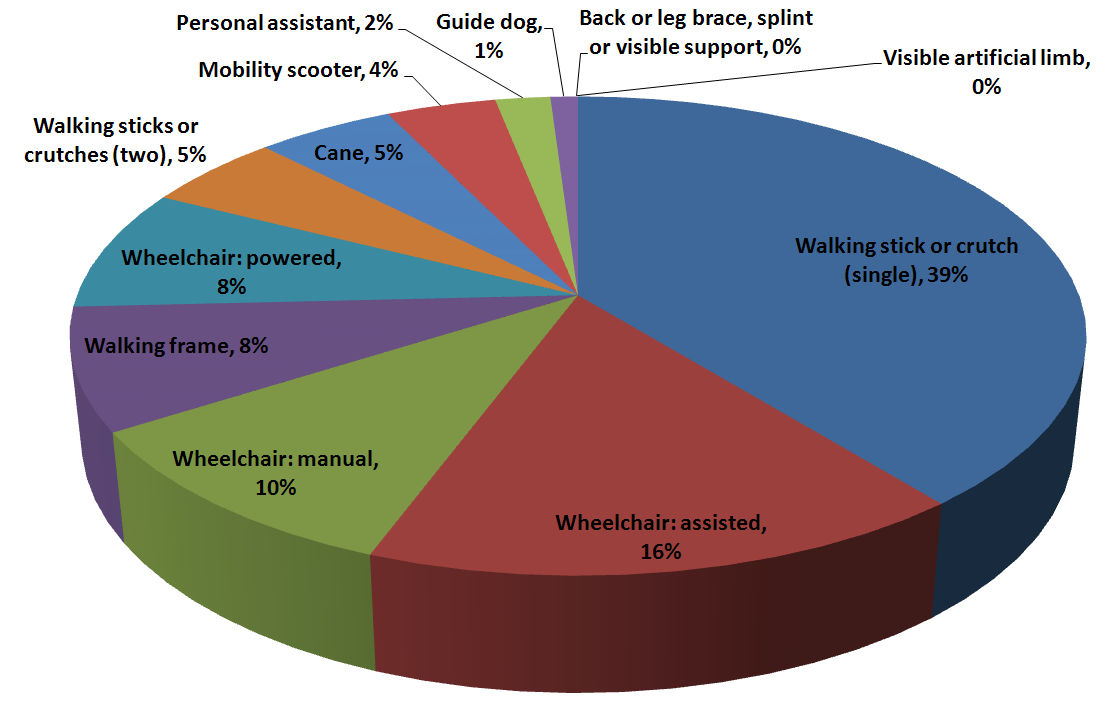 Personal assistant, 2%
Guide dog,
1%
Back or leg brace, splint
or visible support, 0%
Visible artificial limb,
0%
Mobility scooter, 4%
Walking sticks or
crutches (two), 5%
Cane, 5%
Wheelchair: powered,
8%
Walking stick or crutch
(single), 39%
Walking frame, 8%
Wheelchair: manual,
10%
Wheelchair: assisted,
16%